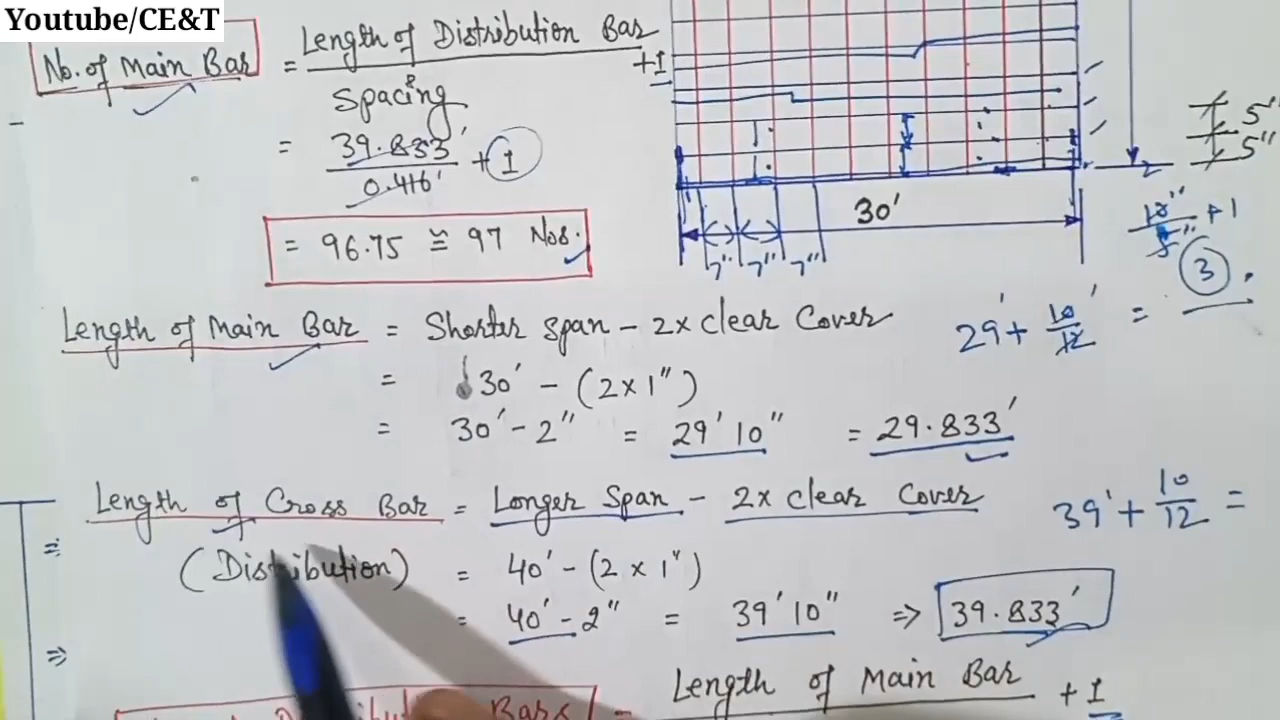 Youtube/CE&T
No. of Main Bar = Length of Distribution Bar / Spacing + 1
= 39.833' / 0.416' + 1
= 96.75 ≅ 97 Nos.
30'
7" 7" 7"
5"
5"
+ 1
3
Length of Main Bar = Shorter Span - 2x Clear Cover
29' + 10'/12 =
= 30' - (2 x 1")
= 30' - 2" = 29' 10" = 29.833'
Length of Cross Bar = Longer Span - 2x Clear Cover
39' + 10/12 =
(Distribution) = 40' - (2 x 1")
= 40' - 2" = 39' 10" => 39.833'
Bars = Length of Main Bar + 1